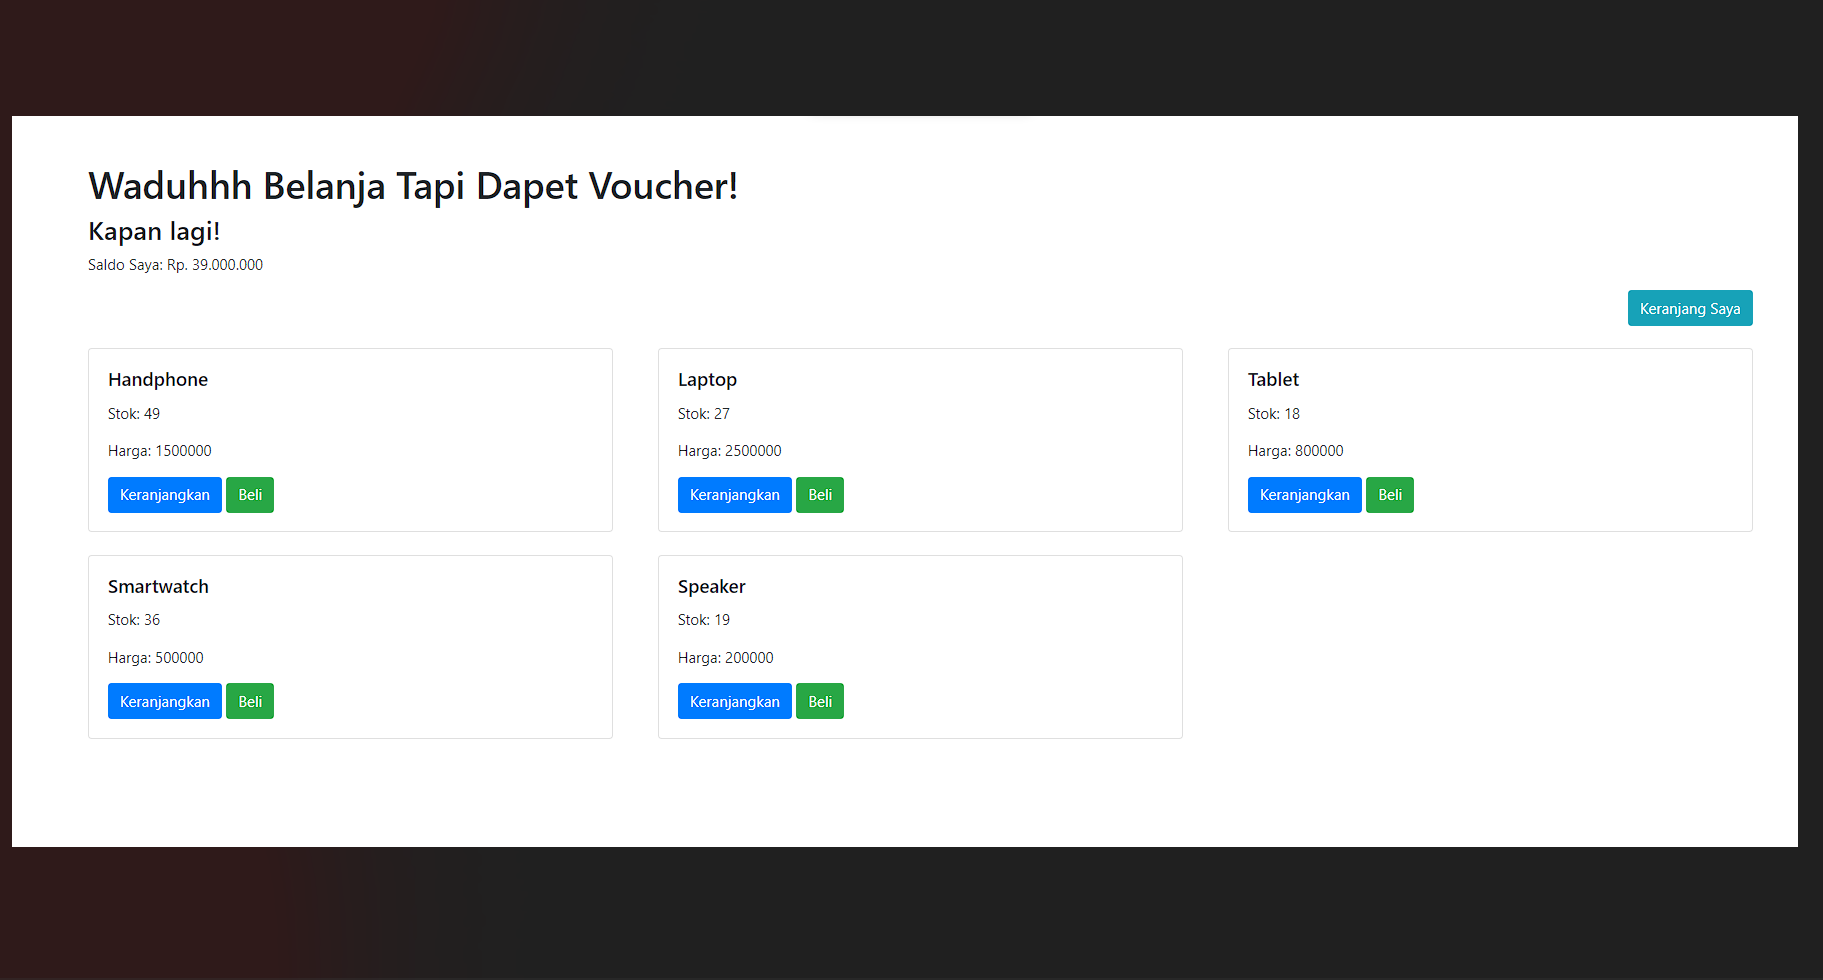 Waduhhh Belanja Tapi Dapet Voucher!
Kapan lagi!
Saldo Saya: Rp. 39.000.000
Keranjang Saya
Handphone
Stok: 49
Harga: 1500000
Keranjangkan Beli
Laptop
Stok: 27
Harga: 2500000
Keranjangkan Beli
Tablet
Stok: 18
Harga: 800000
Keranjangkan Beli
Smartwatch
Stok: 36
Harga: 500000
Keranjangkan Beli
Speaker
Stok: 19
Harga: 200000
Keranjangkan Beli